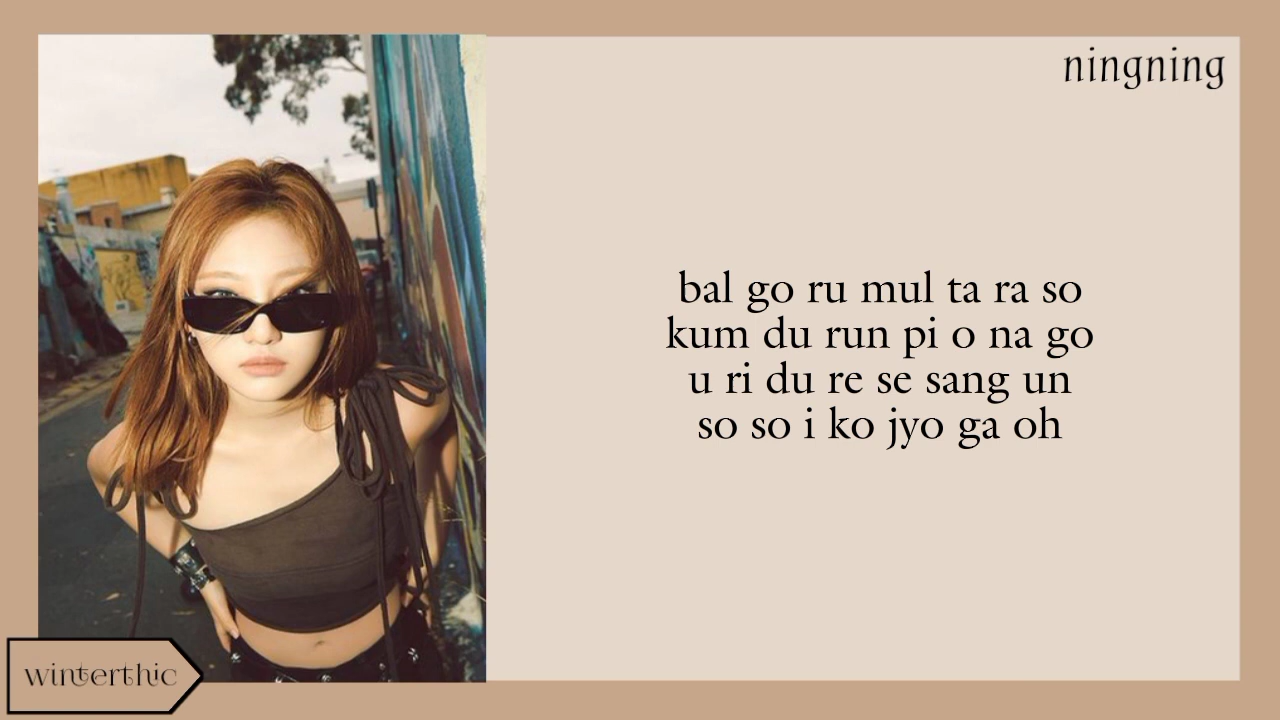 ningning
bal go ru mul ta ra so
kum du run pi o na go
u ri du re se sang un
so so i ko jyo ga oh
winterthic